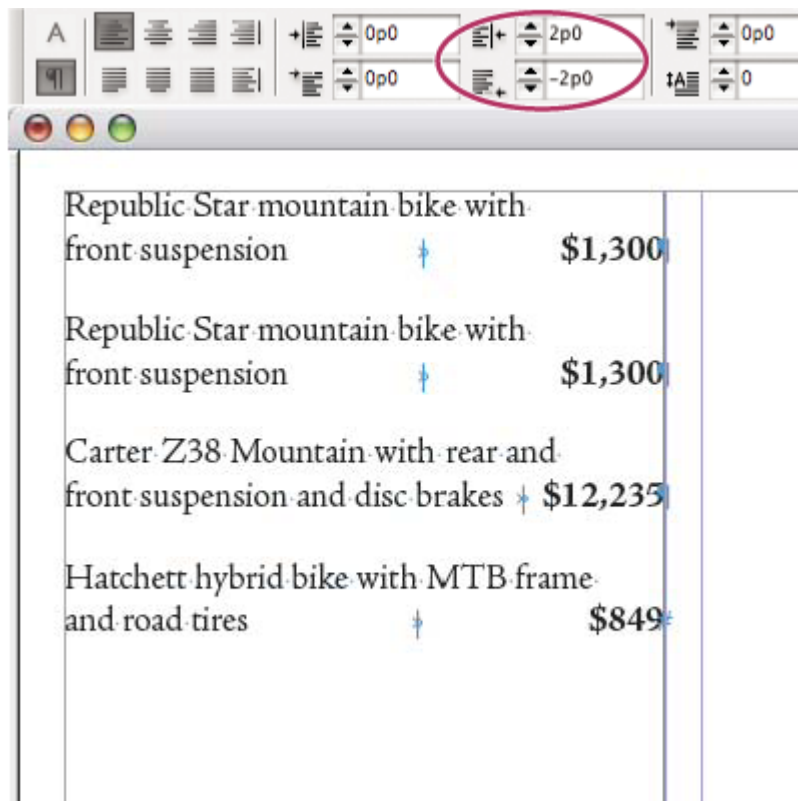 A 0p0 2p0 0p0
¶ 0p0 -2p0 0
Republic Star mountain bike with
front suspension » $1,300¶
Republic Star mountain bike with
front suspension » $1,300¶
Carter Z38 Mountain with rear and
front suspension and disc brakes » $12,235¶
Hatchett hybrid bike with MTB frame
and road tires » $849#